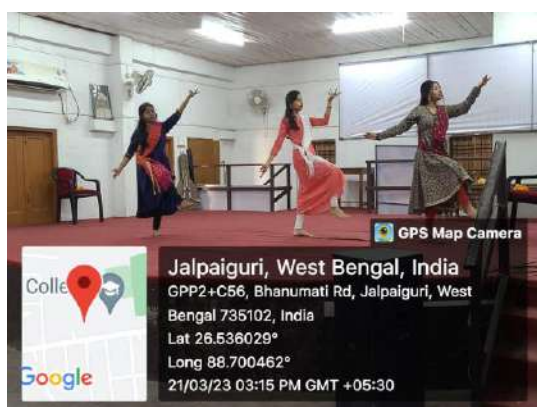 GPS Map Camera
Jalpaiguri, West Bengal, India
GPP2+C56, Bhanumati Rd, Jalpaiguri, West
Bengal 735102, India
Lat 26.536029°
Long 88.700462°
21/03/23 03:15 PM GMT +05:30
Colle
Google